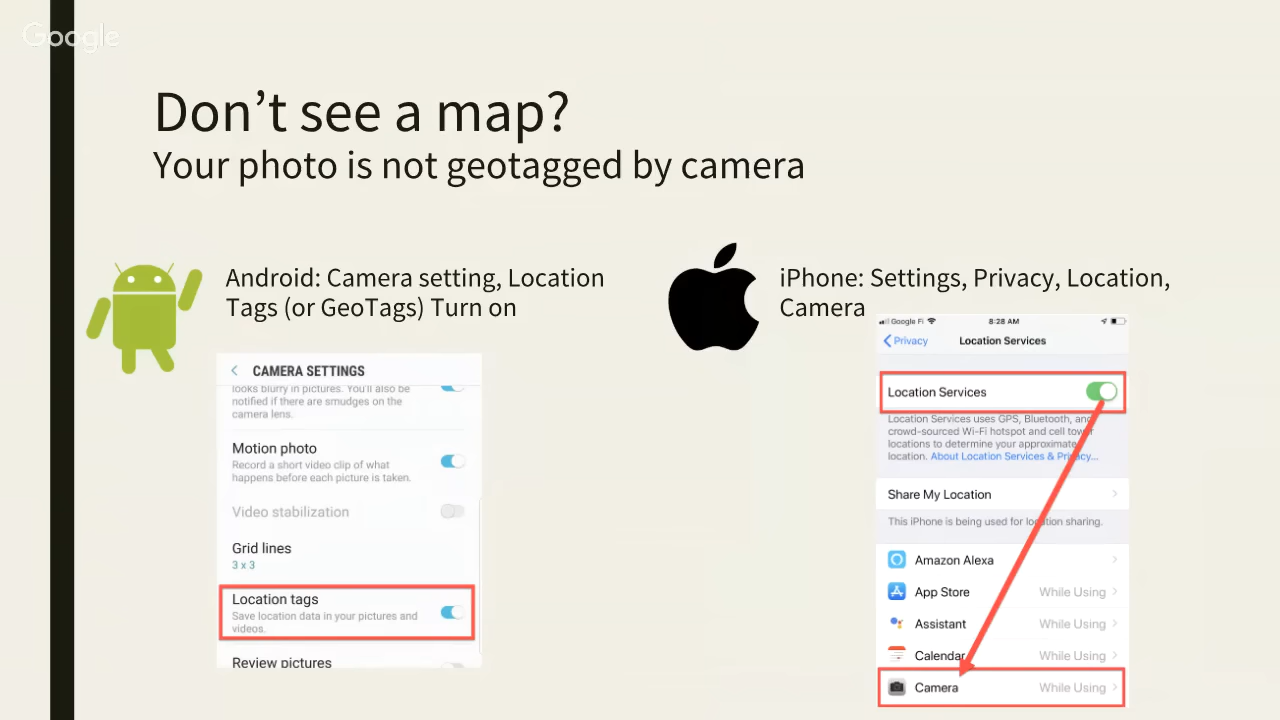 Google
Don't see a map?
Your photo is not geotagged by camera
Android: Camera setting, Location
Tags (or GeoTags) Turn on
CAMERA SETTINGS
looks blurry in pictures. You'll also be
notified if there are smudges on the
camera lens.
Motion photo
Record a short video clip of what
happens before each picture is taken.
Video stabilization
Grid lines
3 x 3
Location tags
Save location data in your pictures and
videos.
Review pictures
iPhone: Settings, Privacy, Location,
Camera
Google Fi 8:28 AM
Privacy Location Services
Location Services
Location Services uses GPS, Bluetooth, and
crowd-sourced Wi-Fi hotspot and cell tower
locations to determine your approximate
location. About Location Services & Privacy...
Share My Location
This iPhone is being used for location sharing.
Amazon Alexa
App Store While Using
Assistant While Using
Calendar While Using
Camera While Using